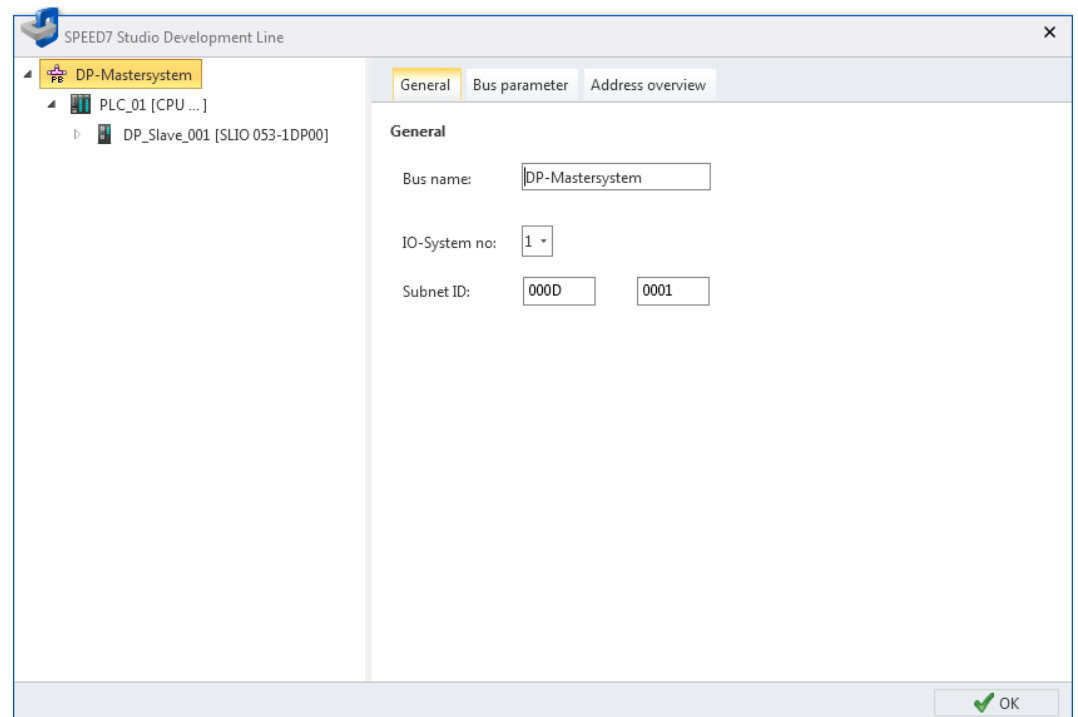 SPEED7 Studio Development Line
PB DP-Mastersystem
PLC_01 [CPU ... ]
DP_Slave_001 [SLIO 053-1DP00]
General Bus parameter Address overview
General
Bus name: DP-Mastersystem
IO-System no: 1
Subnet ID: 000D 0001
OK